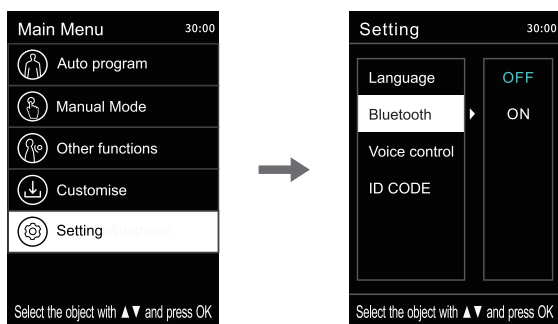 Main Menu 30:00
Auto program
Manual Mode
Other functions
Customise
Setting
Select the object with ▲▼ and press OK
Setting 30:00
Language OFF
Bluetooth ON
Voice control
ID CODE
Select the object with ▲▼ and press OK